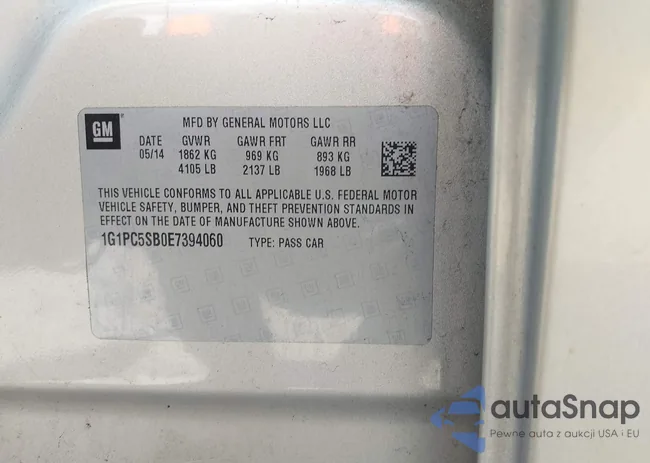 GM
MFD BY GENERAL MOTORS LLC
DATE GVWR GAWR FRT GAWR RR
05/14 1862 KG 969 KG 893 KG
4105 LB 2137 LB 1968 LB
THIS VEHICLE CONFORMS TO ALL APPLICABLE U.S. FEDERAL MOTOR
VEHICLE SAFETY, BUMPER, AND THEFT PREVENTION STANDARDS IN
EFFECT ON THE DATE OF MANUFACTURE SHOWN ABOVE.
1G1PC5SB0E7394060 TYPE: PASS CAR
autaSnap
Pewne auta z aukcji USA i EU